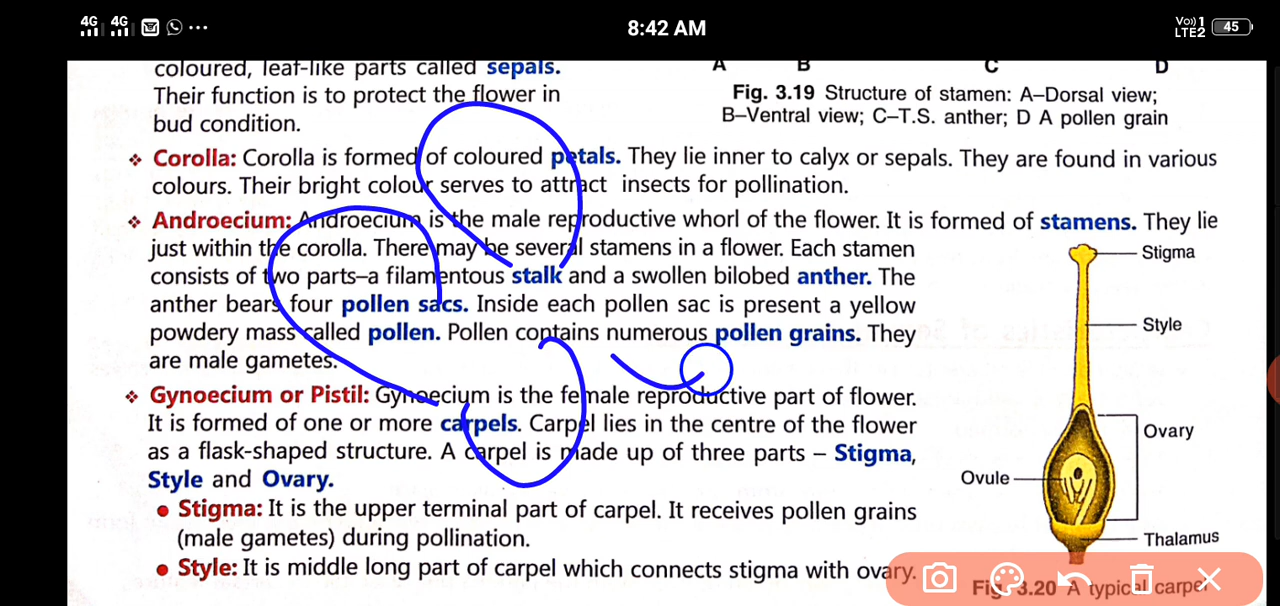 4G 4G
8:42 AM
Vo)) 1
LTE2
45
coloured, leaf-like parts called sepals.
Their function is to protect the flower in
bud condition.
A B C D
Fig. 3.19 Structure of stamen: A–Dorsal view;
B–Ventral view; C–T.S. anther; D A pollen grain
❖ Corolla: Corolla is formed of coloured petals. They lie inner to calyx or sepals. They are found in various
colours. Their bright colour serves to attract insects for pollination.
❖ Androecium: Androecium is the male reproductive whorl of the flower. It is formed of stamens. They lie
just within the corolla. There may be several stamens in a flower. Each stamen
consists of two parts–a filamentous stalk and a swollen bilobed anther. The
anther bears four pollen sacs. Inside each pollen sac is present a yellow
powdery mass called pollen. Pollen contains numerous pollen grains. They
are male gametes.
❖ Gynoecium or Pistil: Gynoecium is the female reproductive part of flower.
It is formed of one or more carpels. Carpel lies in the centre of the flower
as a flask-shaped structure. A carpel is made up of three parts – Stigma,
Style and Ovary.
• Stigma: It is the upper terminal part of carpel. It receives pollen grains
(male gametes) during pollination.
• Style: It is middle long part of carpel which connects stigma with ovary.
Stigma
Style
Ovary
Ovule
Thalamus
Fig. 3.20 A typical carpel